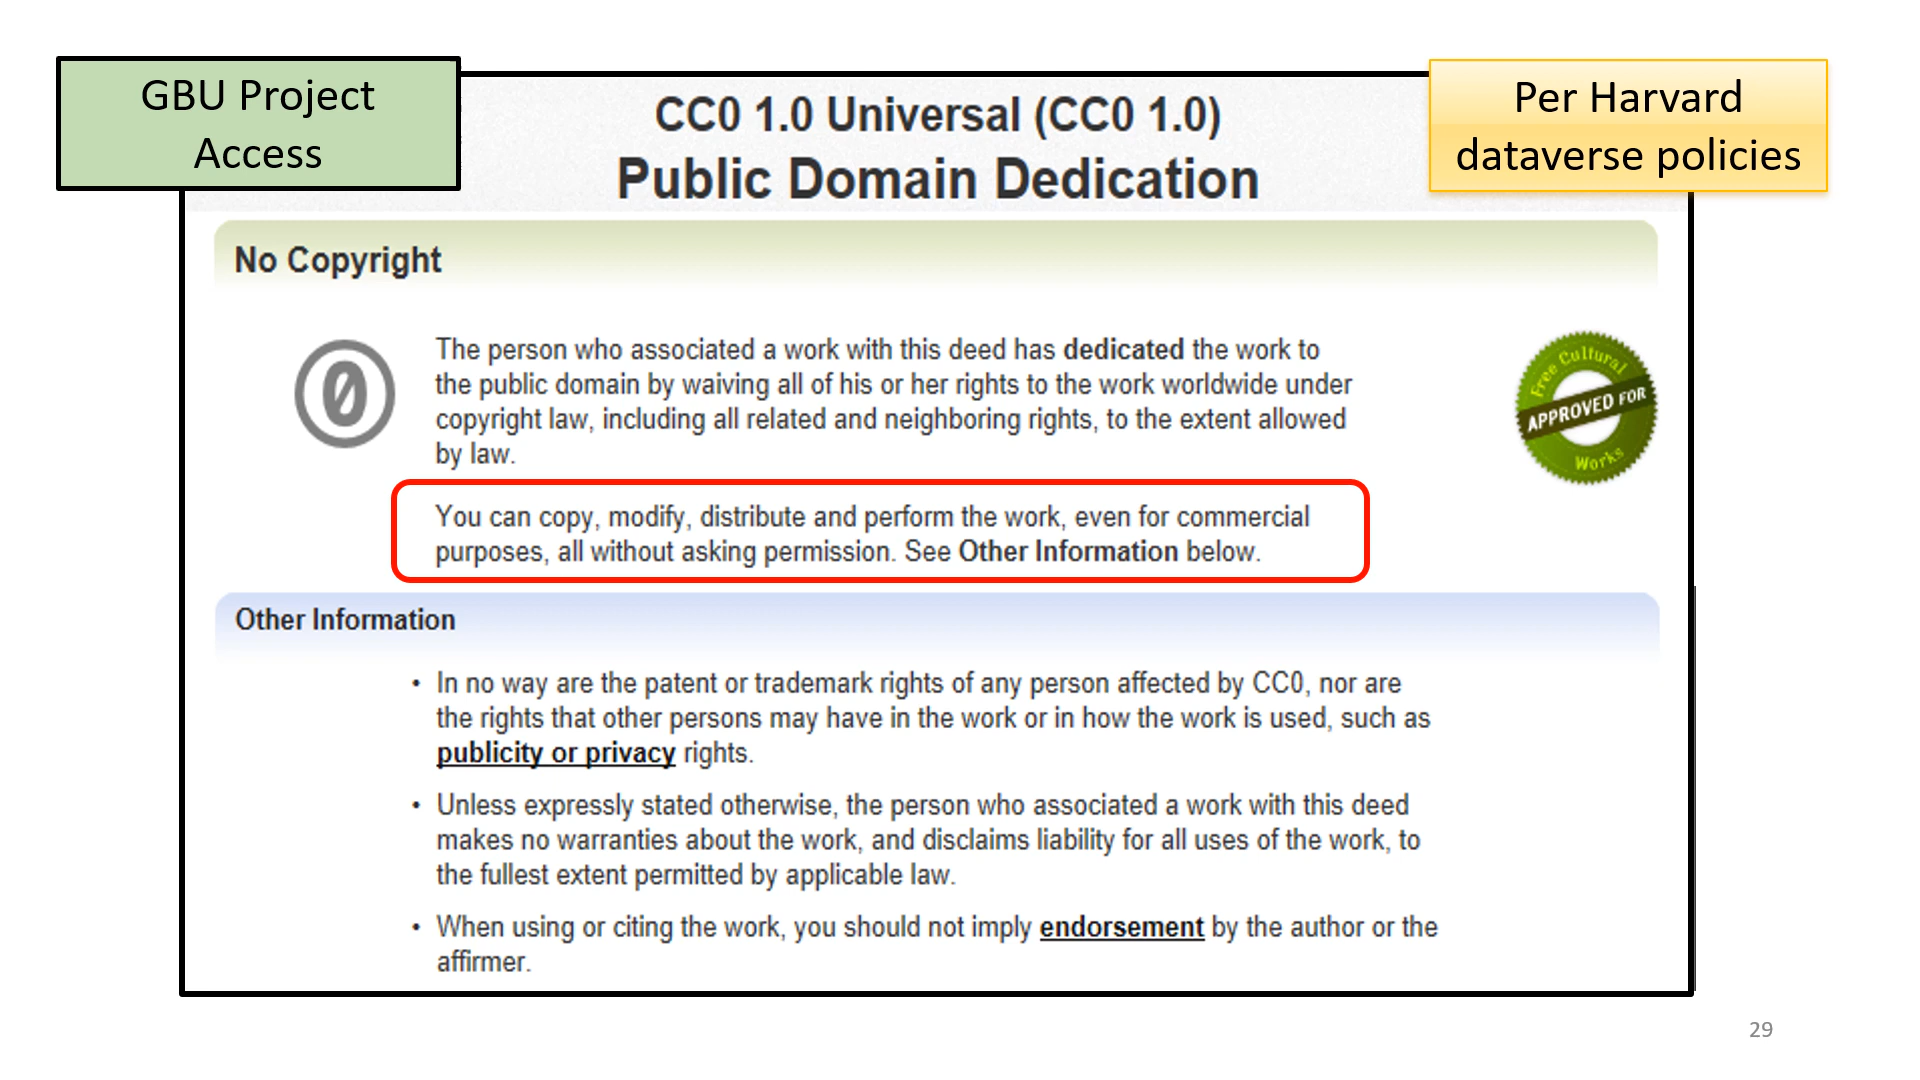 GBU Project
Access
Per Harvard
dataverse policies
CC0 1.0 Universal (CC0 1.0)
Public Domain Dedication
No Copyright
0
The person who associated a work with this deed has dedicated the work to
the public domain by waiving all of his or her rights to the work worldwide under
copyright law, including all related and neighboring rights, to the extent allowed
by law.
Free Cultural
APPROVED FOR
Works
You can copy, modify, distribute and perform the work, even for commercial
purposes, all without asking permission. See Other Information below.
Other Information
• In no way are the patent or trademark rights of any person affected by CC0, nor are
the rights that other persons may have in the work or in how the work is used, such as
publicity or privacy rights.
• Unless expressly stated otherwise, the person who associated a work with this deed
makes no warranties about the work, and disclaims liability for all uses of the work, to
the fullest extent permitted by applicable law.
• When using or citing the work, you should not imply endorsement by the author or the
affirmer.
29